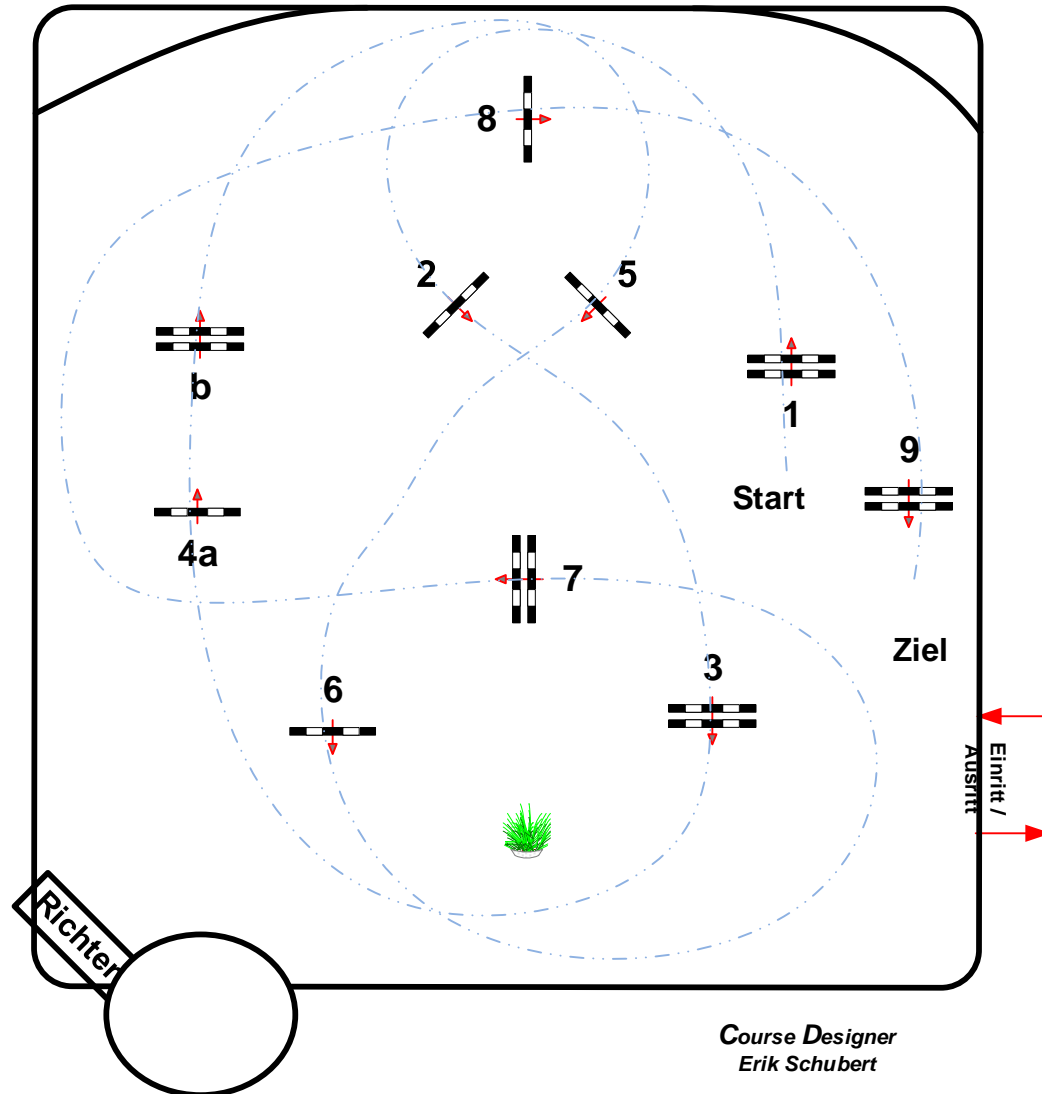 8
2
5
b
1
9
Start
4a
7
Ziel
3
6
Einritt /
Ausritt
Richter
Course Designer
Erik Schubert